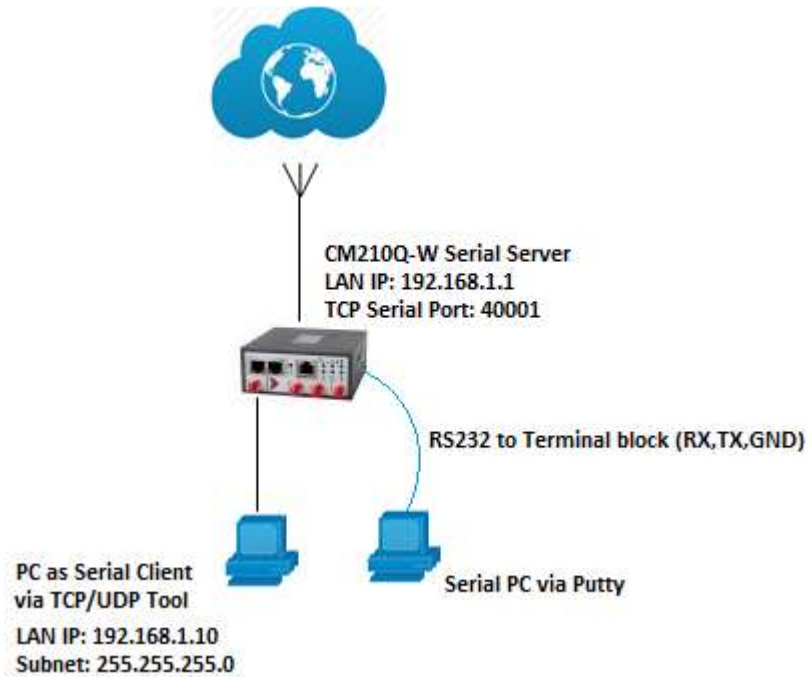 CM210Q-W Serial Server
LAN IP: 192.168.1.1
TCP Serial Port: 40001
RS232 to Terminal block (RX,TX,GND)
PC as Serial Client
via TCP/UDP Tool
LAN IP: 192.168.1.10
Subnet: 255.255.255.0
Serial PC via Putty